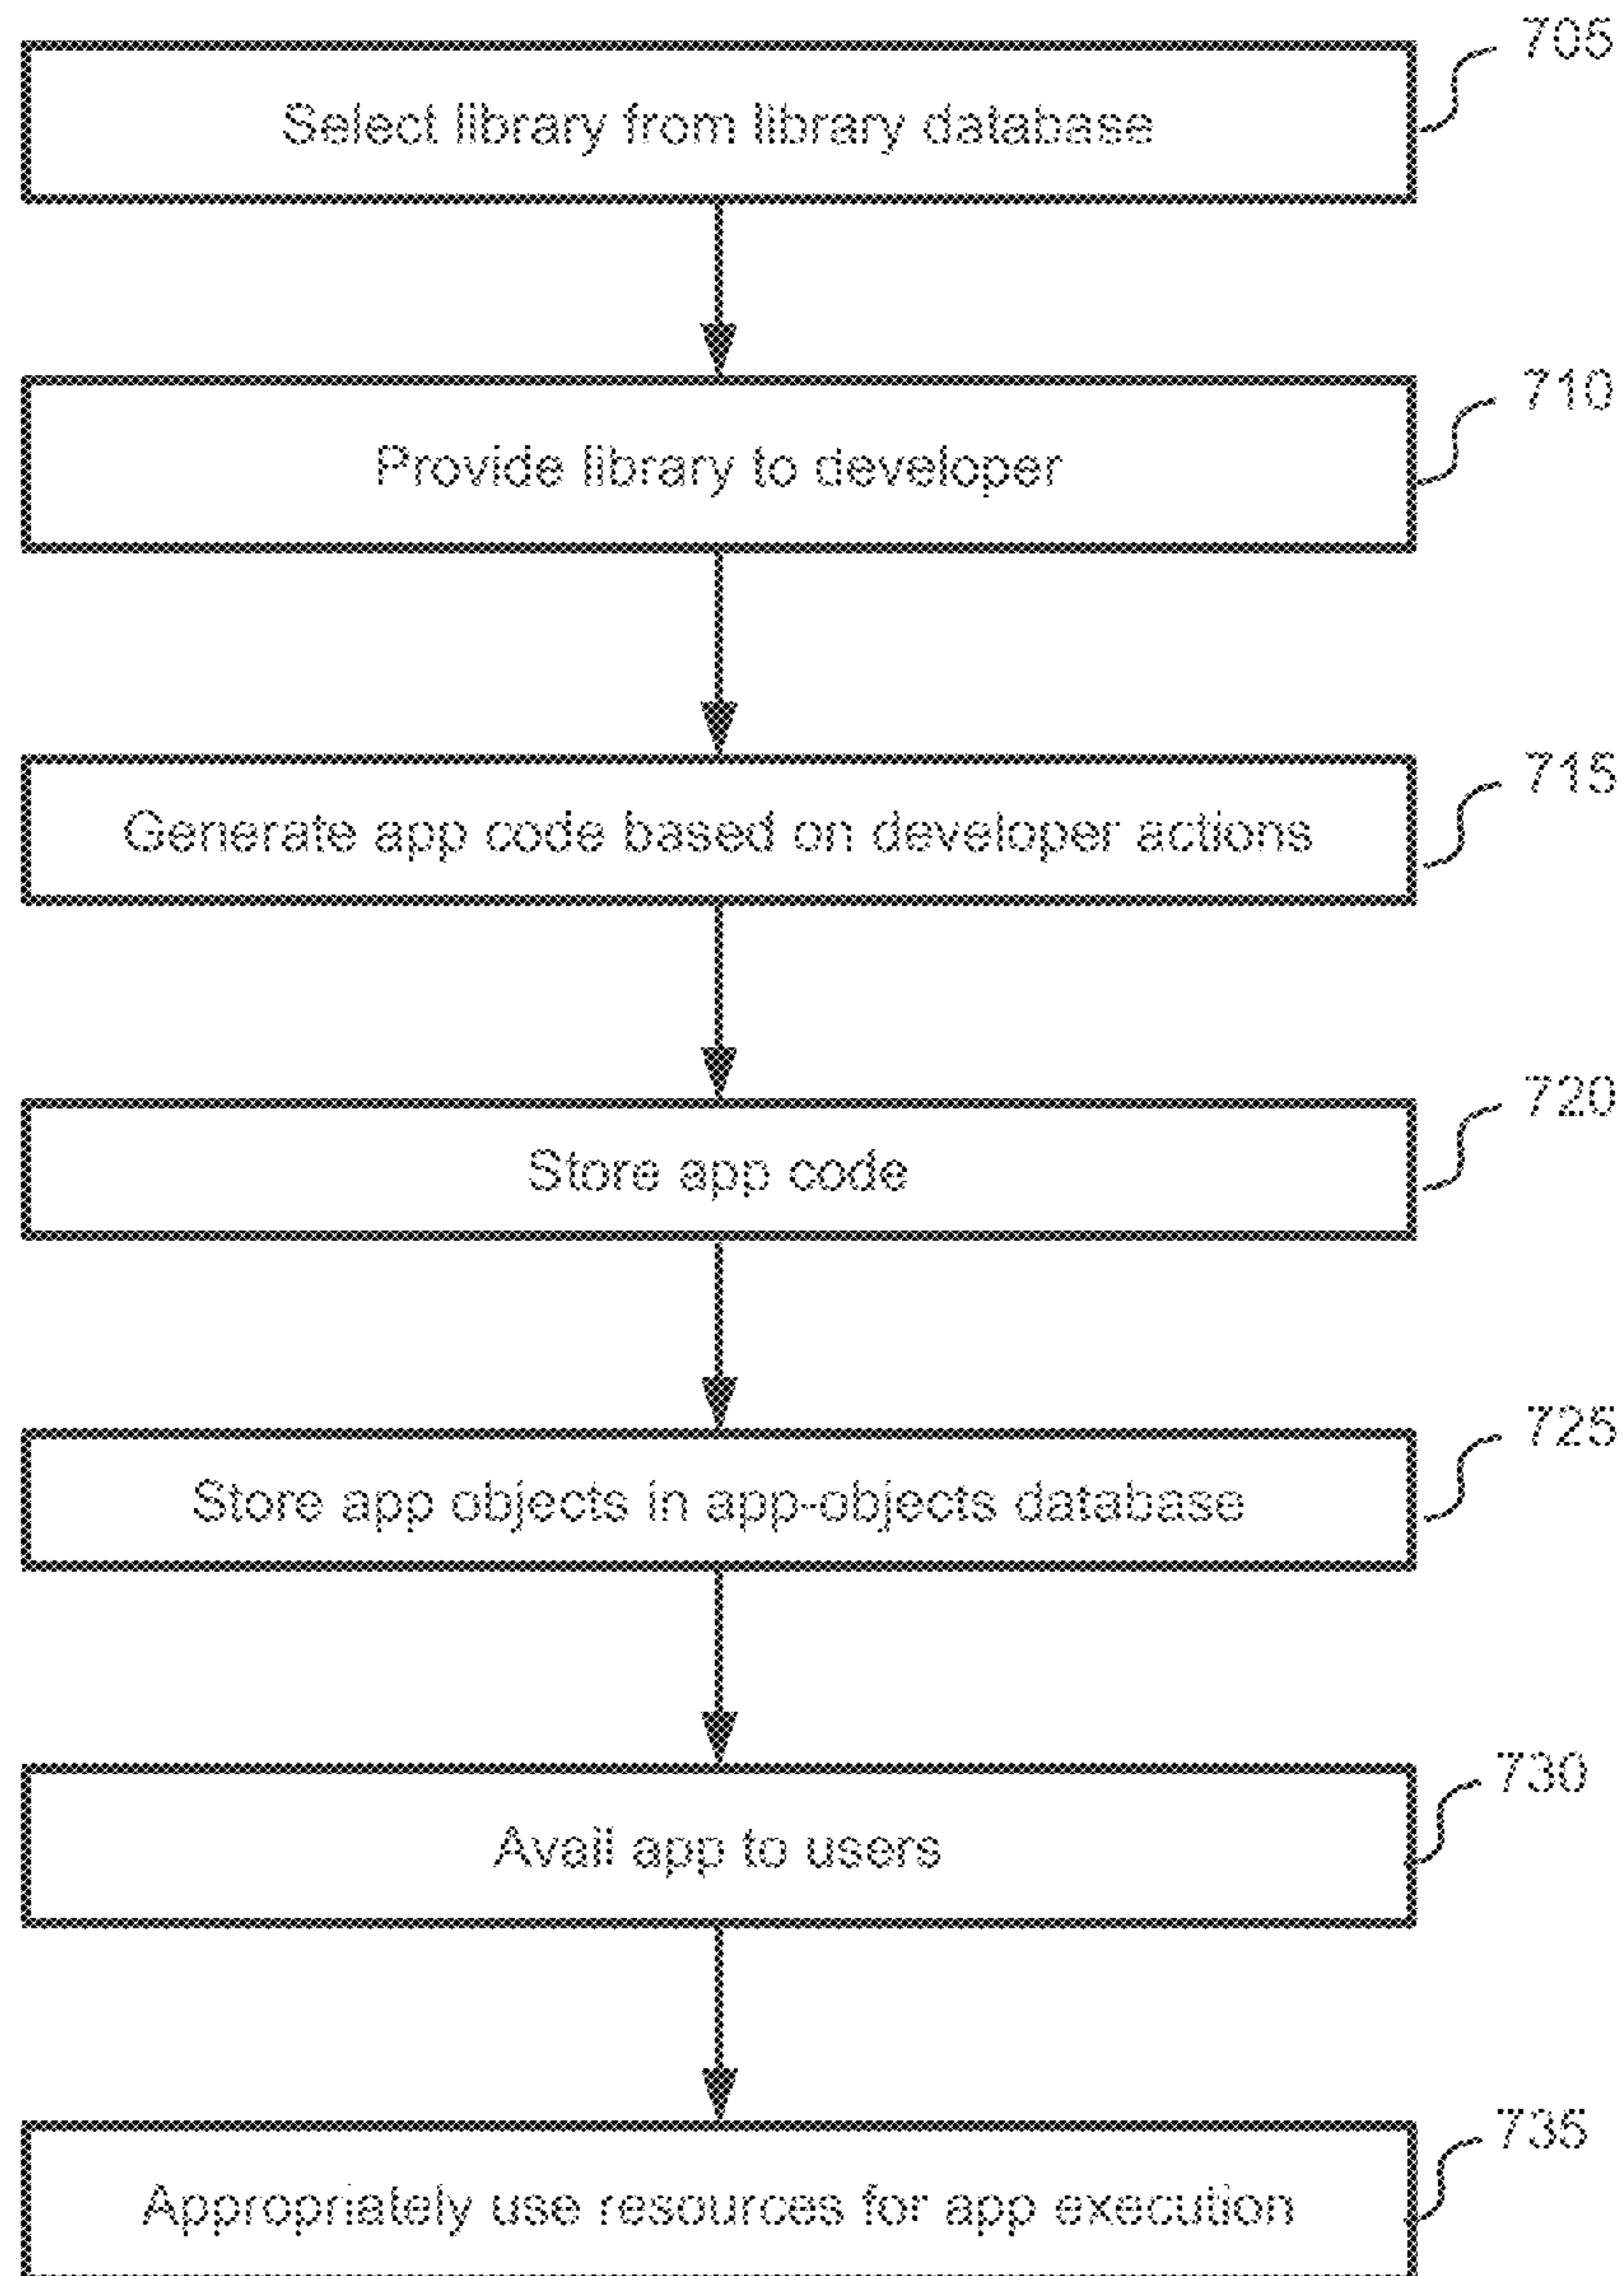 705
Select library from library database
710
Provide library to developer
715
Generate app code based on developer actions
720
Store app code
725
Store app objects in app-objects database
730
Avail app to users
735
Appropriately use resources for app execution